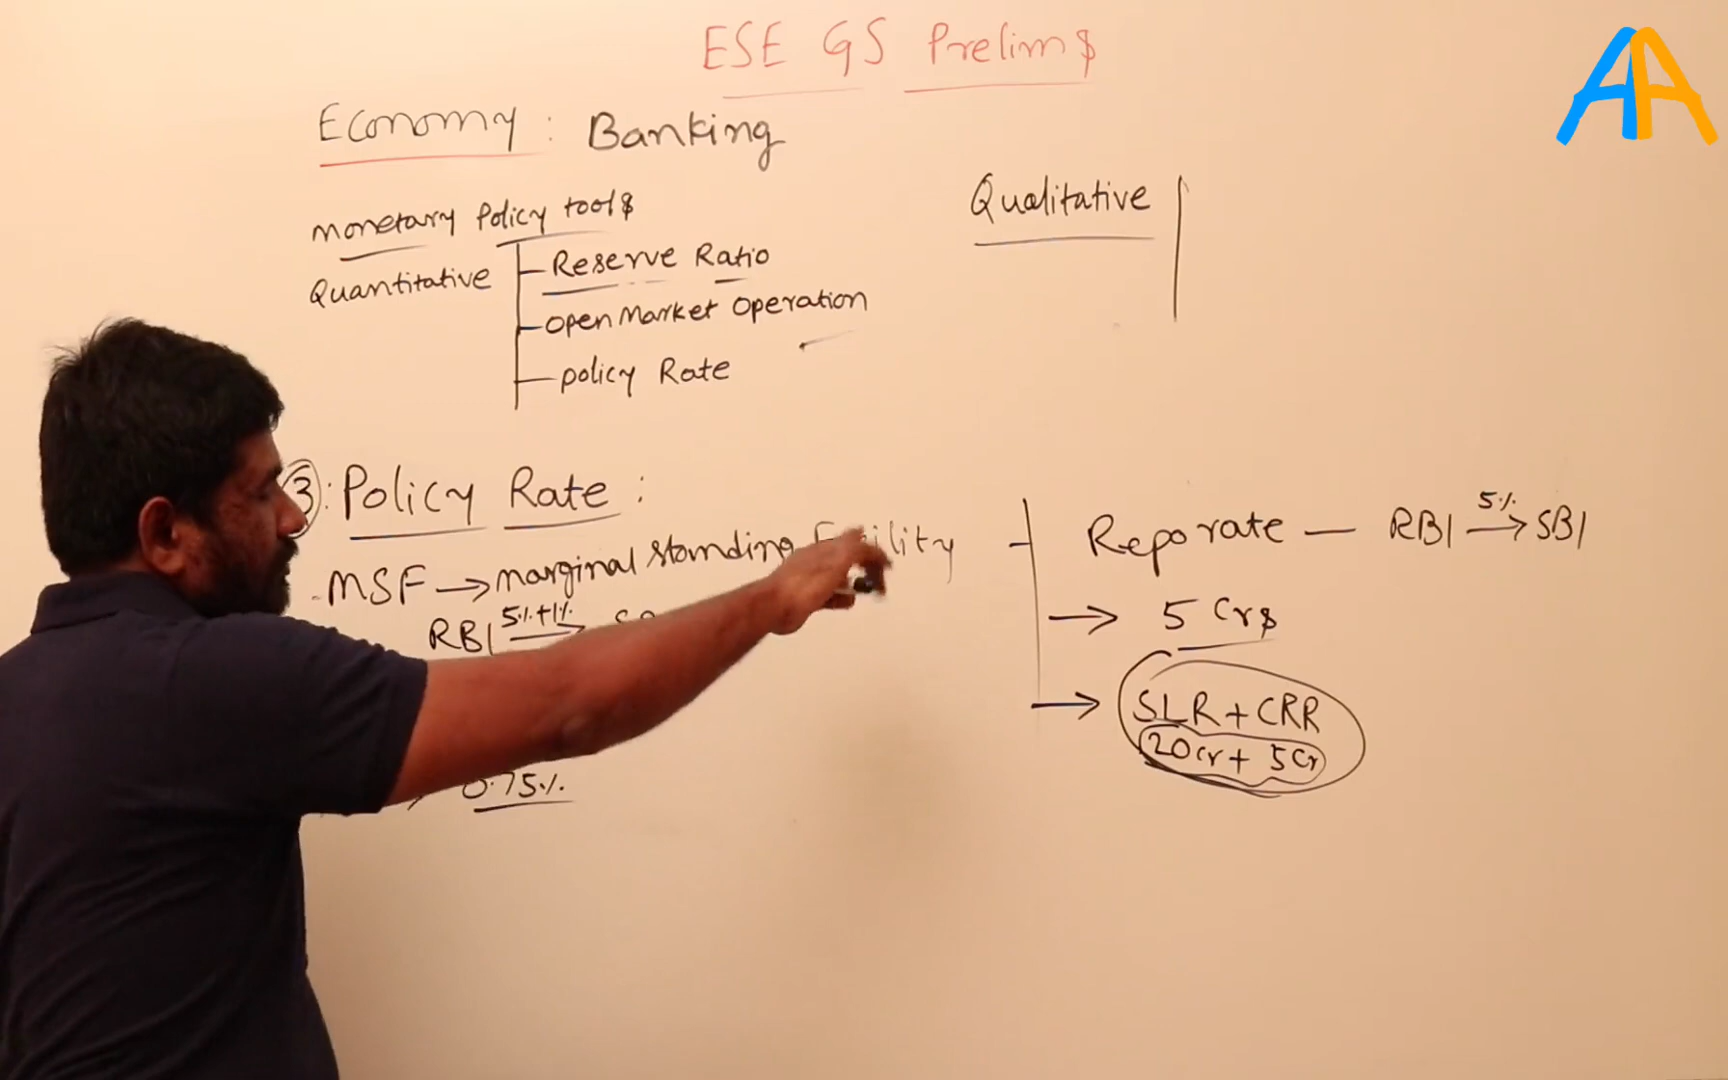 ESE GS Prelims
AA
Economy : Banking
Monetary Policy tools
Quantitative
Reserve Ratio
Open Market Operation
Policy Rate
Qualitative
3: Policy Rate :
MSF → marginal standing
RBI 5%+1% →
0.75%
Repo rate — RBI 5% → SBI
→ 5 Crs
→ SLR + CRR
20Cr + 5Cr